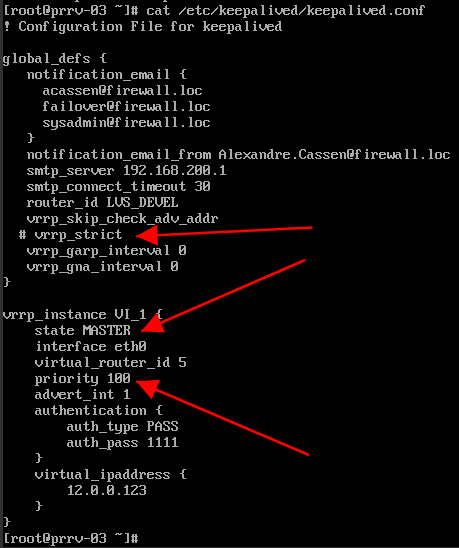 [root@prrv-03 ~]# cat /etc/keepalived/keepalived.conf
! Configuration File for keepalived

global_defs {
   notification_email {
     acassen@firewall.loc
     failover@firewall.loc
     sysadmin@firewall.loc
   }
   notification_email_from Alexandre.Cassen@firewall.loc
   smtp_server 192.168.200.1
   smtp_connect_timeout 30
   router_id LVS_DEVEL
   vrrp_skip_check_adv_addr
  # vrrp_strict
   vrrp_garp_interval 0
   vrrp_gna_interval 0
}

vrrp_instance VI_1 {
    state MASTER
    interface eth0
    virtual_router_id 5
    priority 100
    advert_int 1
    authentication {
        auth_type PASS
        auth_pass 1111
    }
    virtual_ipaddress {
        12.0.0.123
    }
}
[root@prrv-03 ~]#